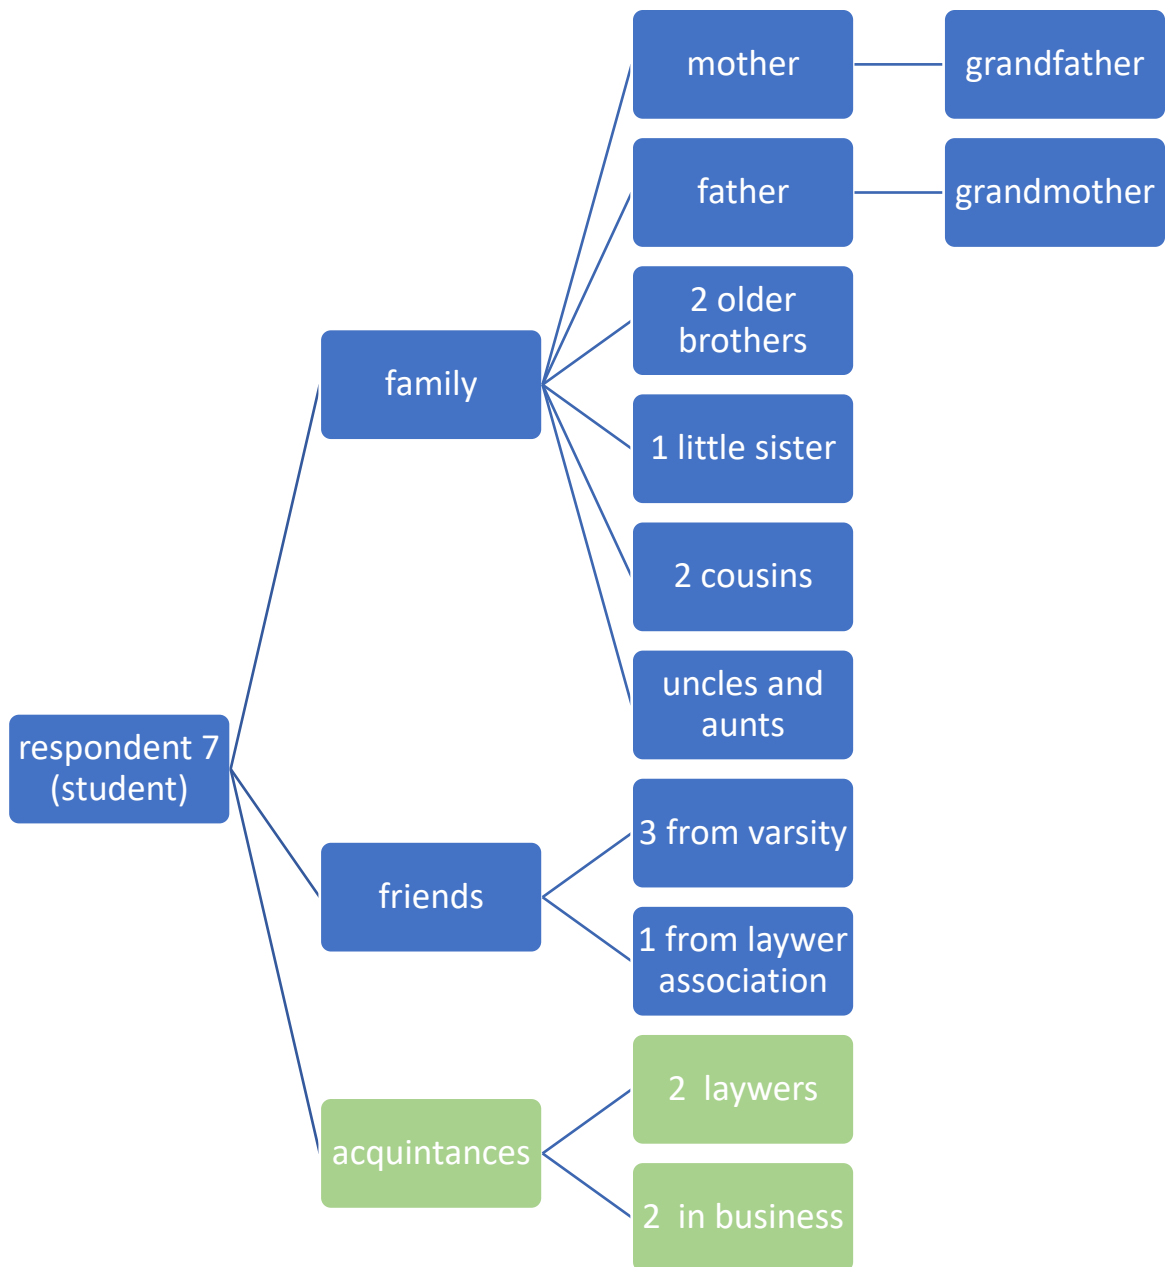 mother
grandfather
father
grandmother
2 older
brothers
family
1 little sister
2 cousins
uncles and
aunts
respondent 7
(student)
3 from varsity
friends
1 from laywer
association
2 laywers
acquintances
2 in business